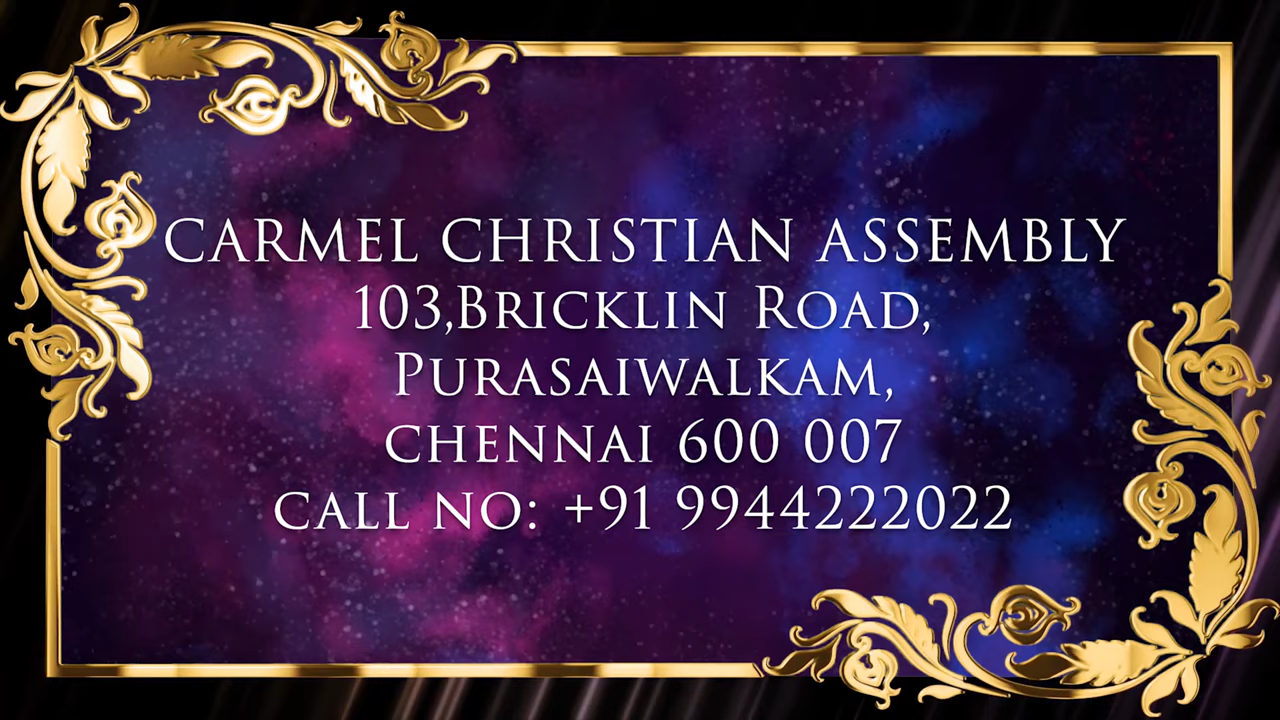 CARMEL CHRISTIAN ASSEMBLY
103,BRICKLIN ROAD,
PURASAIWALKAM,
CHENNAI 600 007
CALL NO: +91 9944222022